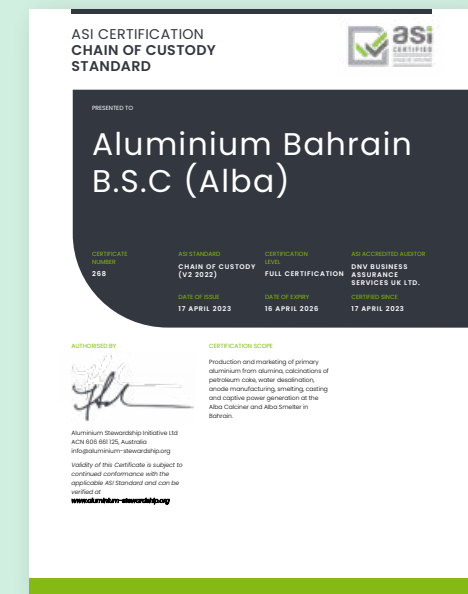 ASI CERTIFICATION
CHAIN OF CUSTODY
STANDARD
asi
CERTIFIED
PRESENTED TO
Aluminium Bahrain
B.S.C (Alba)
CERTIFICATE
NUMBER
268
ASI STANDARD
CHAIN OF CUSTODY
(V2 2022)
CERTIFICATION
LEVEL
FULL CERTIFICATION
ASI ACCREDITED AUDITOR
DNV BUSINESS
ASSURANCE
SERVICES UK LTD.
DATE OF ISSUE
17 APRIL 2023
DATE OF EXPIRY
16 APRIL 2026
CERTIFIED SINCE
17 APRIL 2023
AUTHORISED BY
Aluminium Stewardship Initiative Ltd
ACN 606 661 125, Australia
info@aluminium-stewardship.org
Validity of this Certificate is subject to
continued conformance with the
applicable ASI Standard and can be
verified at
www.aluminium-stewardship.org
CERTIFICATION SCOPE
Production and marketing of primary
aluminium from alumina, calcinations of
petroleum coke, water desalination,
anode manufacturing, smelting, casting
and captive power generation at the
Alba Calciner and Alba Smelter in
Bahrain.